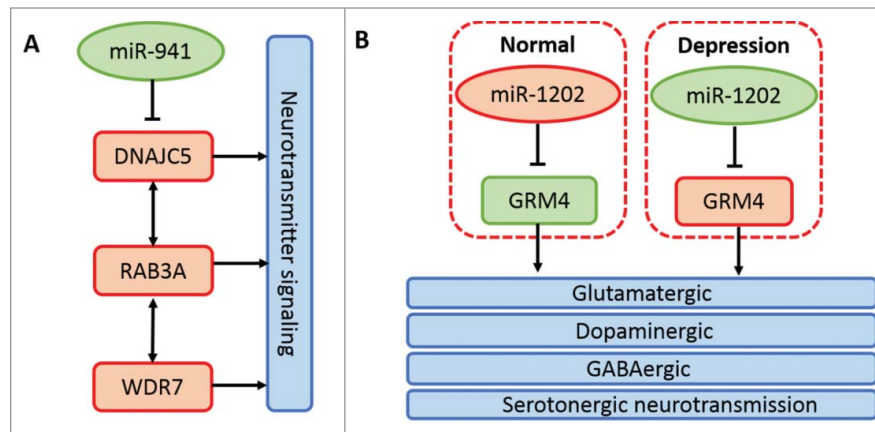 A
miR-941
DNAJC5
RAB3A
WDR7
Neurotransmitter signaling
B
Normal
miR-1202
GRM4
Depression
miR-1202
GRM4
Glutamatergic
Dopaminergic
GABAergic
Serotonergic neurotransmission